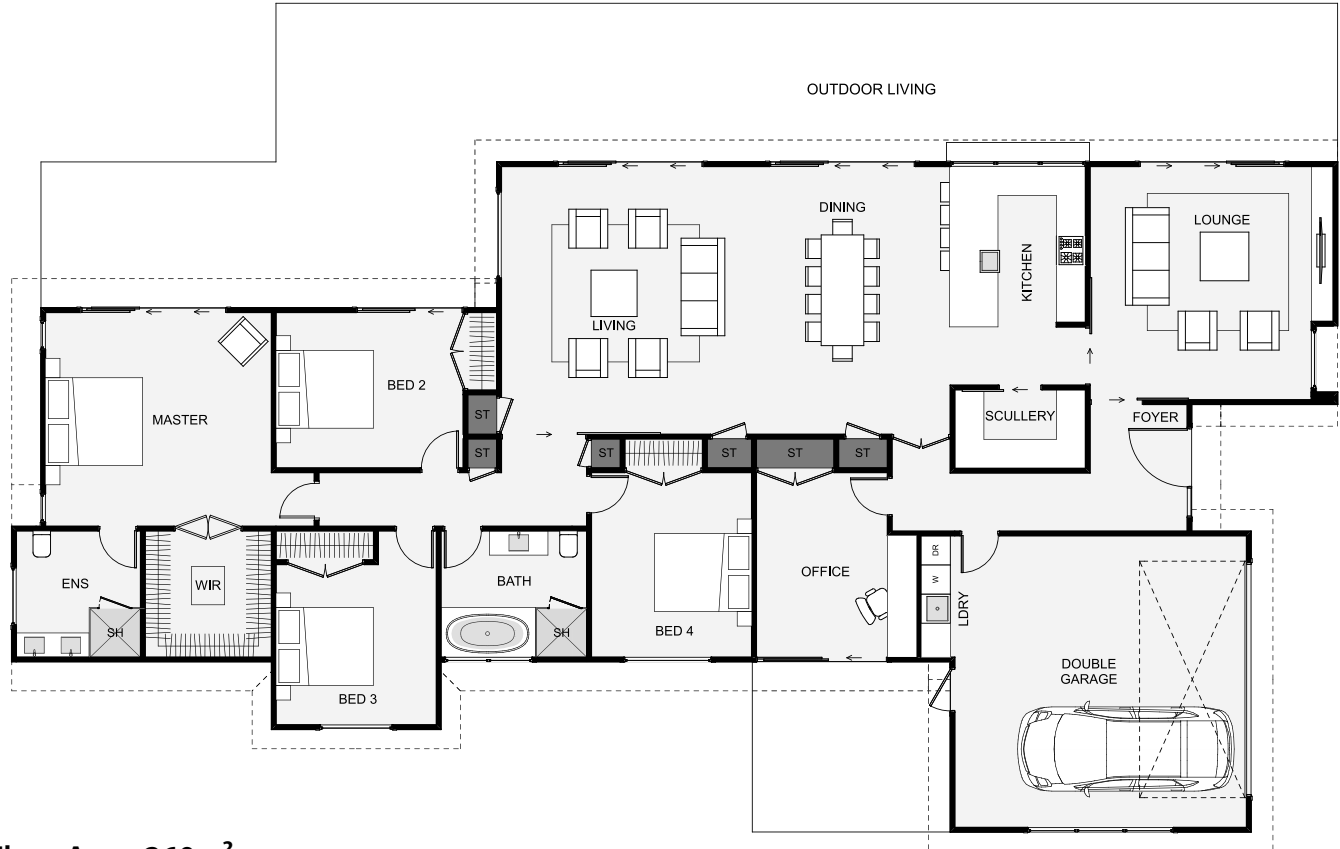 OUTDOOR LIVING
DINING
LOUNGE
KITCHEN
LIVING
BED 2
MASTER
ST
SCULLERY
FOYER
ST
ST
ST
ST
ST
DR
W
LDRY
OFFICE
BATH
ENS
WIR
SH
SH
BED 4
DOUBLE
GARAGE
BED 3